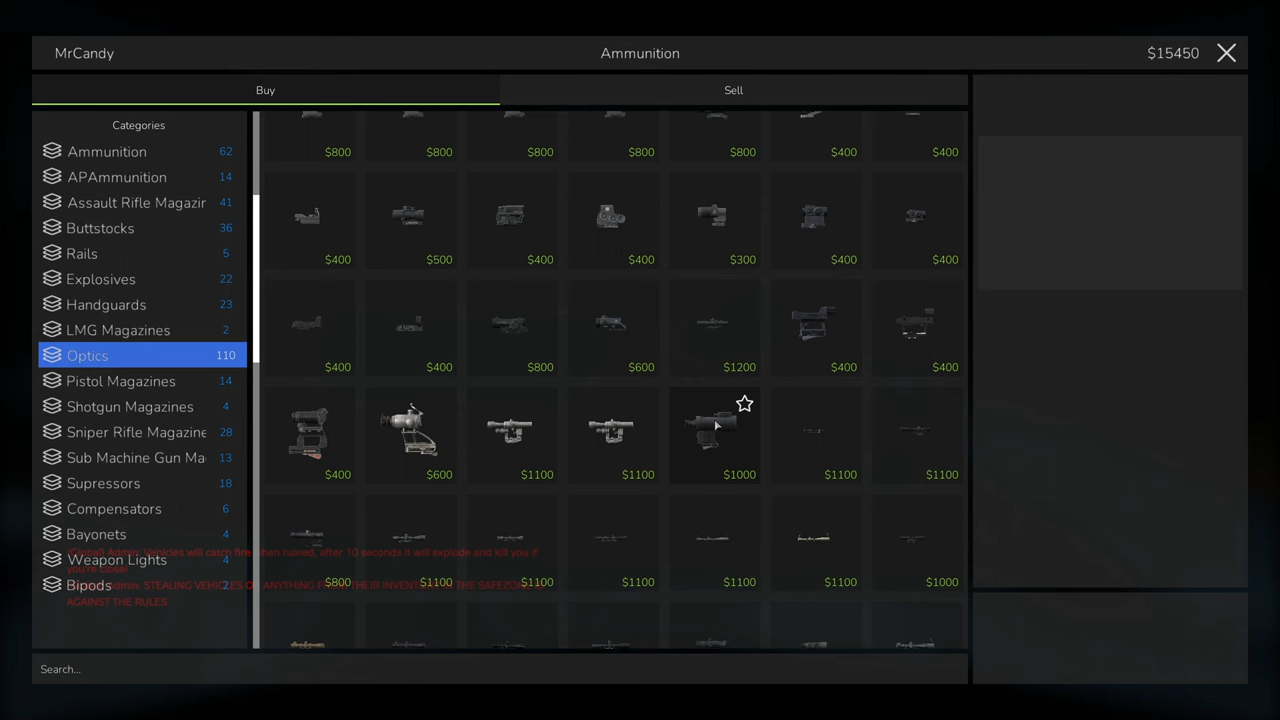 MrCandy
Ammunition
$15450
Buy
Sell
Categories
Ammunition 62
APAmmunition 14
Assault Rifle Magazin 41
Buttstocks 36
Rails 5
Explosives 22
Handguards 23
LMG Magazines 2
Optics 110
Pistol Magazines 14
Shotgun Magazines 4
Sniper Rifle Magazine 28
Sub Machine Gun Ma 13
Supressors 18
Compensators 6
Bayonets 4
Weapon Lights 4
Bipods 2
$800 $800 $800 $800 $800 $400 $400
$400 $500 $400 $400 $300 $400 $400
$400 $400 $800 $600 $1200 $400 $400
$400 $600 $1100 $1100 $1000 $1100 $1100
$800 $1100 $1100 $1100 $1100 $1100 $1000
(Global) Admin: Vehicles will catch fire when ruined, after 10 seconds it will explode and kill you if
you're close!
Admin: STEALING VEHICLES ANYTHING FROM THEIR INVENTORY THE SAFEZONE
AGAINST THE RULES
Search...